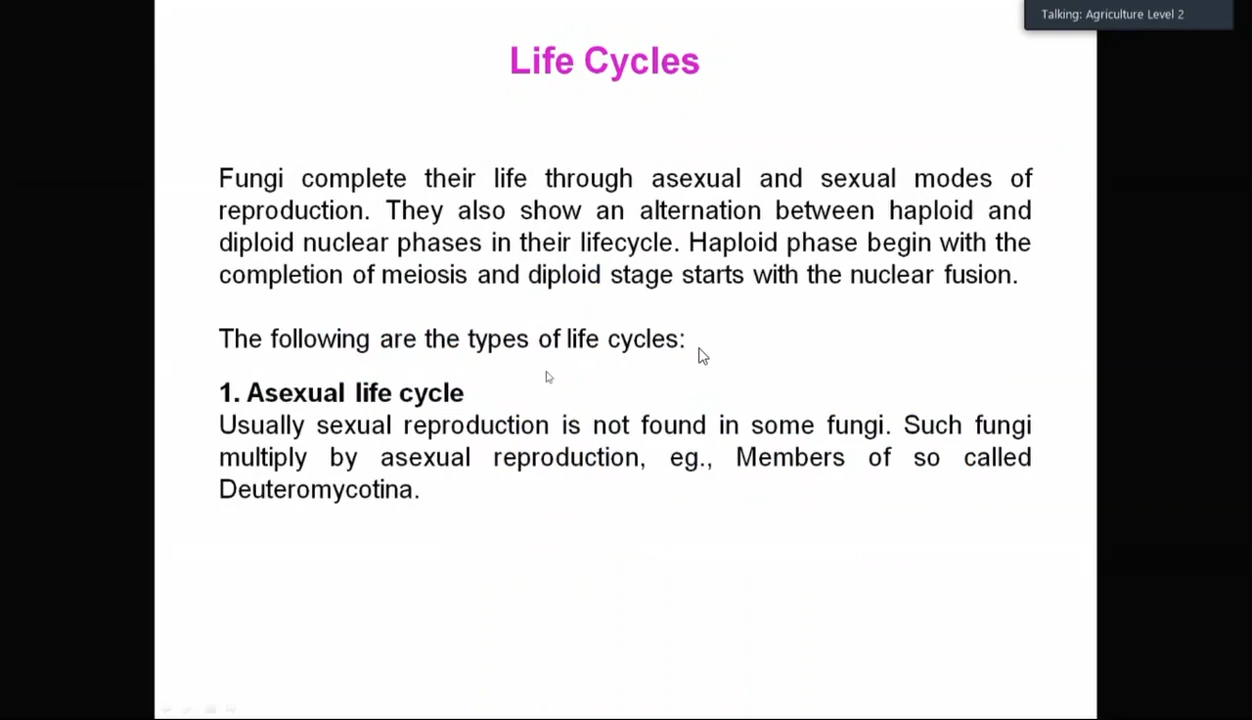 Talking: Agriculture Level 2
Life Cycles
Fungi complete their life through asexual and sexual modes of
reproduction. They also show an alternation between haploid and
diploid nuclear phases in their lifecycle. Haploid phase begin with the
completion of meiosis and diploid stage starts with the nuclear fusion.
The following are the types of life cycles:
1. Asexual life cycle
Usually sexual reproduction is not found in some fungi. Such fungi
multiply by asexual reproduction, eg., Members of so called
Deuteromycotina.